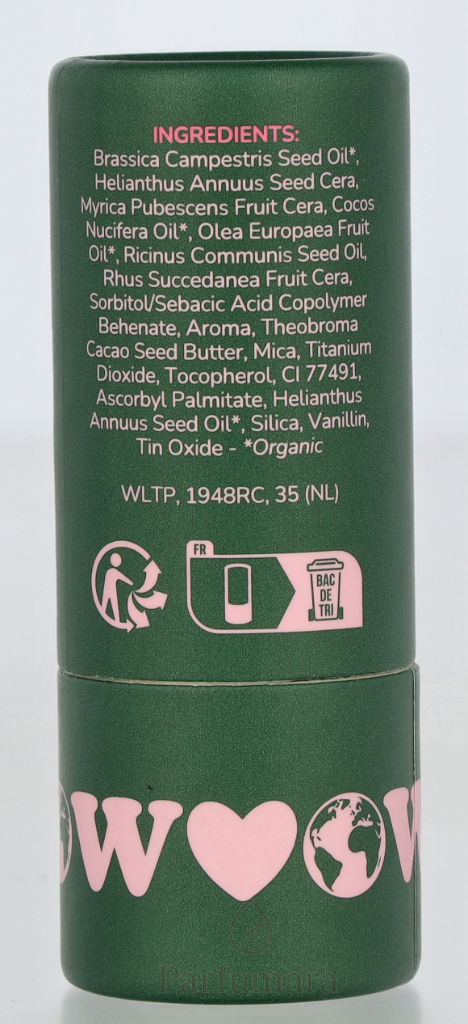 INGREDIENTS:
Brassica Campestris Seed Oil*,
Helianthus Annuus Seed Cera,
Myrica Pubescens Fruit Cera, Cocos
Nucifera Oil*, Olea Europaea Fruit
Oil*, Ricinus Communis Seed Oil,
Rhus Succedanea Fruit Cera,
Sorbitol/Sebacic Acid Copolymer
Behenate, Aroma, Theobroma
Cacao Seed Butter, Mica, Titanium
Dioxide, Tocopherol, CI 77491,
Ascorbyl Palmitate, Helianthus
Annuus Seed Oil*, Silica, Vanillin,
Tin Oxide - *Organic
WLTP, 1948RC, 35 (NL)
FR
BAC
DE
TRI
W W
Parfumara